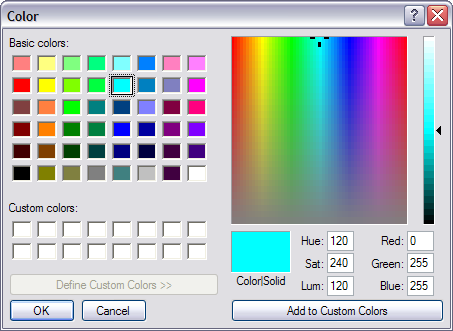 Color
Basic colors:
Custom colors:
Define Custom Colors >>
OK Cancel
Color|Solid
Hue: 120 Red: 0
Sat: 240 Green: 255
Lum: 120 Blue: 255
Add to Custom Colors